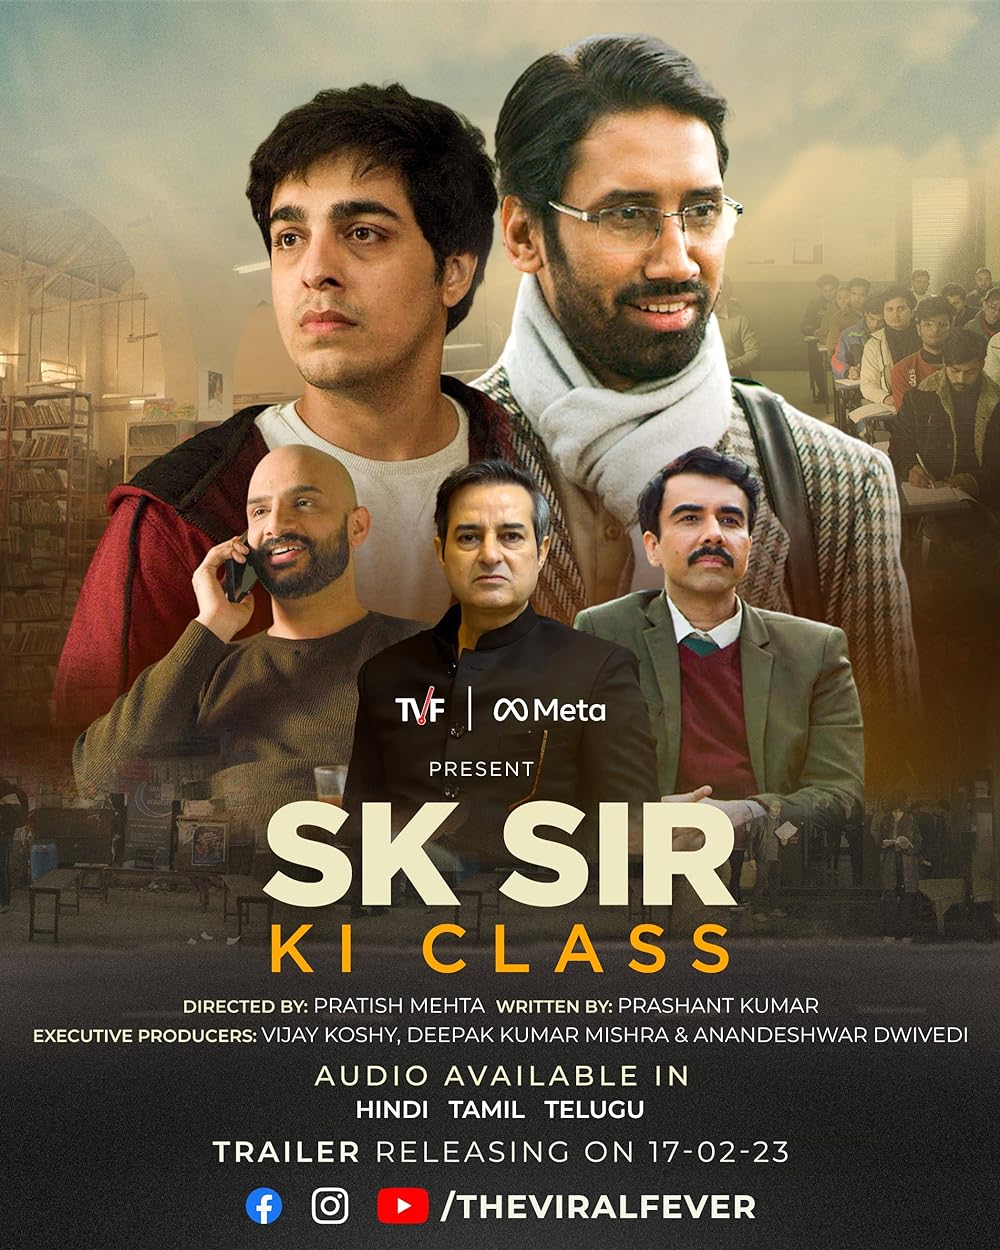 TVF | Meta
PRESENT
SK SIR
KI CLASS
DIRECTED BY: PRATISH MEHTA WRITTEN BY: PRASHANT KUMAR
EXECUTIVE PRODUCERS: VIJAY KOSHY, DEEPAK KUMAR MISHRA & ANANDESHWAR DWIVEDI
AUDIO AVAILABLE IN
HINDI TAMIL TELUGU
TRAILER RELEASING ON 17-02-23
/THEVIRALFEVER